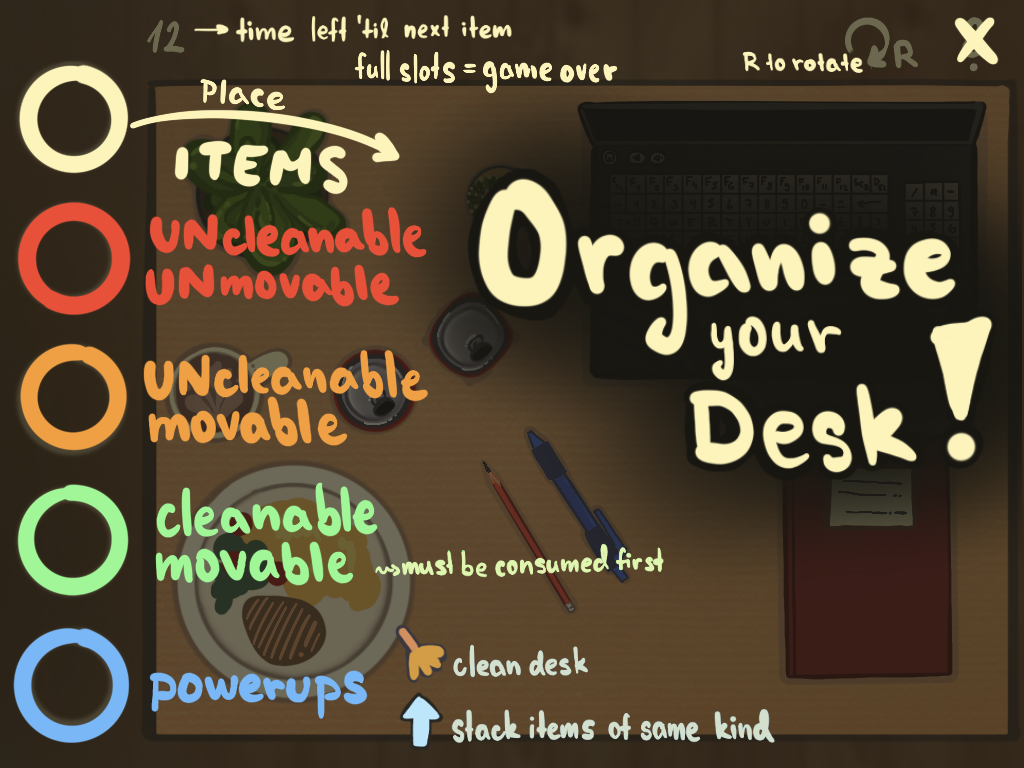 12 → time left 'til next item
full slots = game over
R to rotate
R
X
Place
ITEMS
UNcleanable
UNmovable
UNcleanable
movable
cleanable
movable ~> must be consumed first
powerups
clean desk
stack items of same kind
Organize
your
Desk!